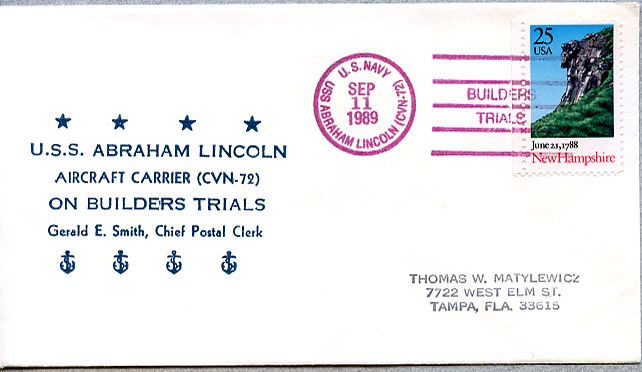 U.S.S. ABRAHAM LINCOLN
AIRCRAFT CARRIER (CVN-72)
ON BUILDERS TRIALS
Gerald E. Smith, Chief Postal Clerk
U.S. NAVY
USS ABRAHAM LINCOLN (CVN-72)
SEP
11
1989
BUILDERS
TRIALS
25
USA
June 21, 1788
New Hampshire
THOMAS W. MATYLEWICZ
7722 WEST ELM ST.
TAMPA, FLA. 33615